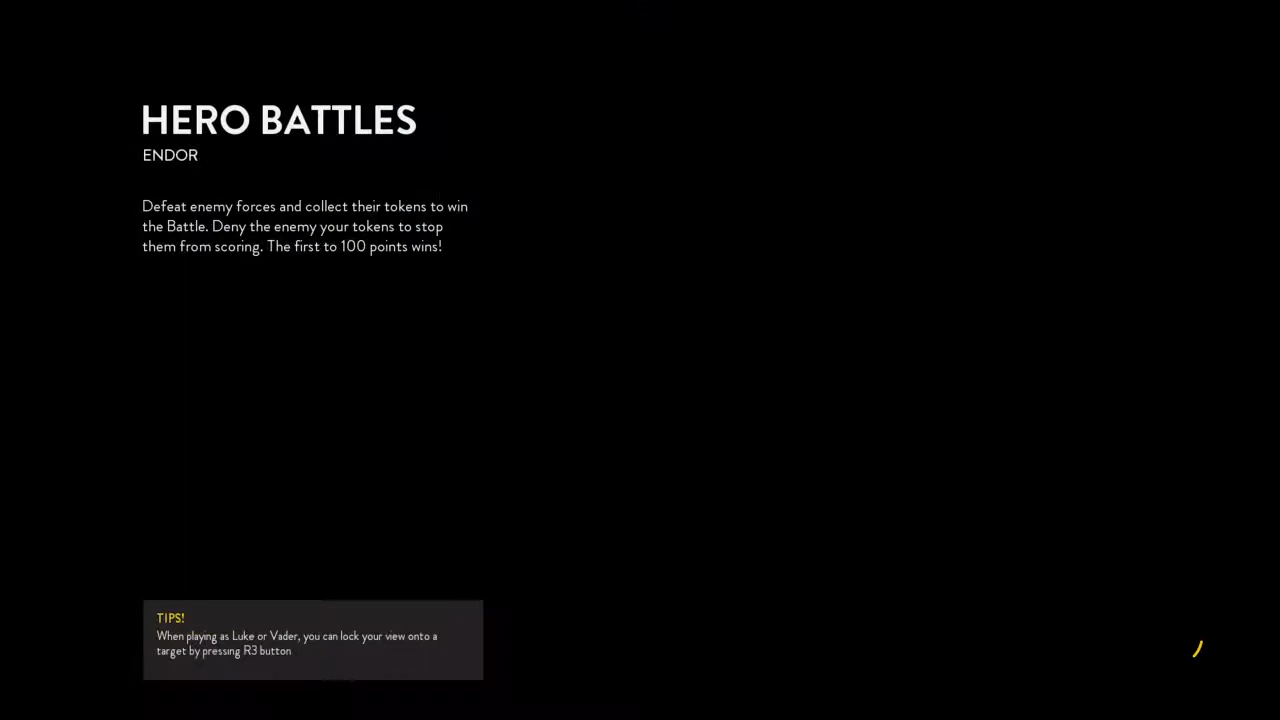 HERO BATTLES
ENDOR
Defeat enemy forces and collect their tokens to win
the Battle. Deny the enemy your tokens to stop
them from scoring. The first to 100 points wins!
TIPS!
When playing as Luke or Vader, you can lock your view onto a
target by pressing R3 button